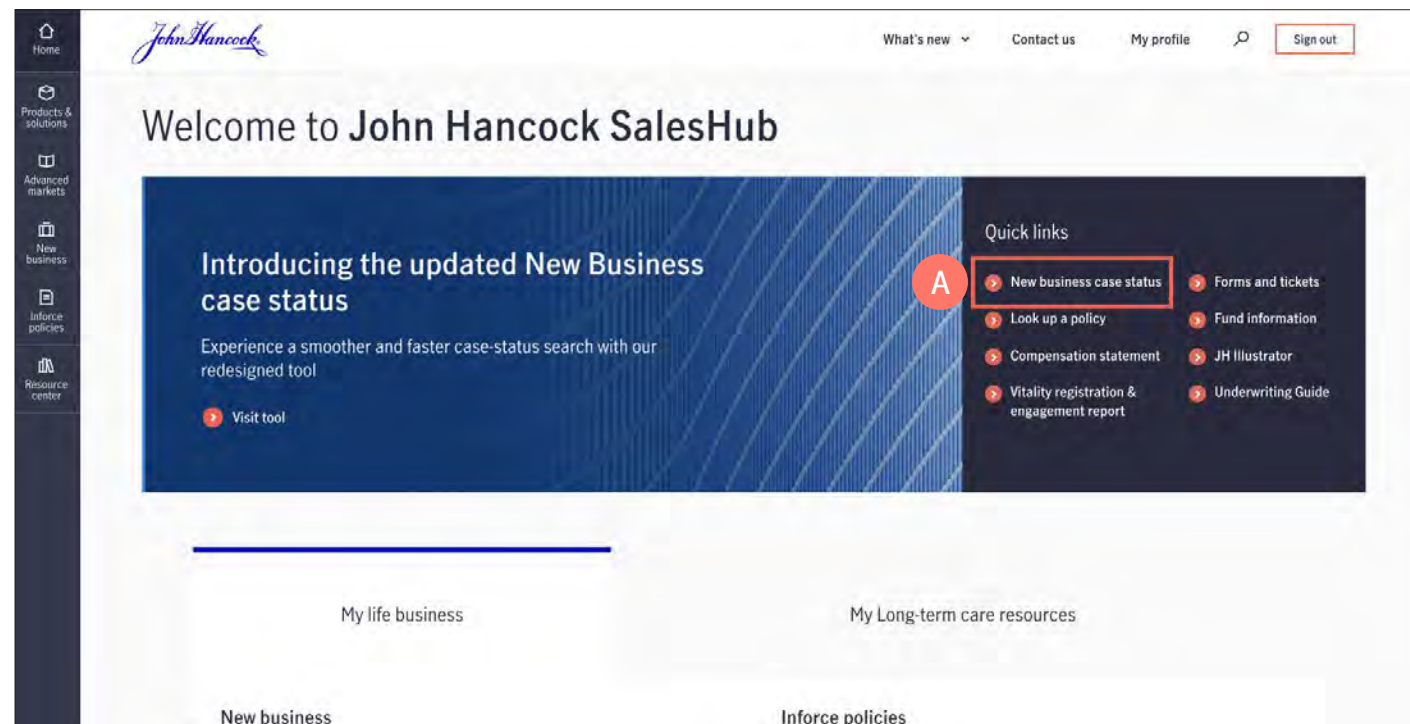 Home
Products &
solutions
Advanced
markets
New
business
Inforce
policies
Resource
center
John Hancock.
What's new
Contact us
My profile
Sign out
Welcome to John Hancock SalesHub
Introducing the updated New Business
case status
Experience a smoother and faster case-status search with our
redesigned tool
Visit tool
Quick links
A
New business case status
Look up a policy
Compensation statement
Vitality registration &
engagement report
Forms and tickets
Fund information
JH Illustrator
Underwriting Guide
My life business
My Long-term care resources
New business
Inforce policies